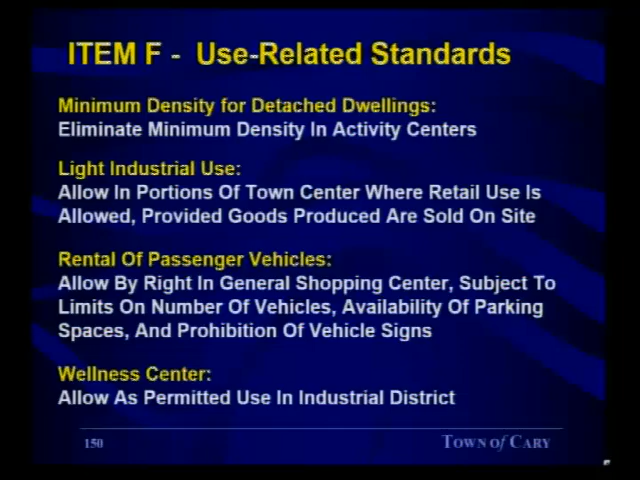 ITEM F - Use-Related Standards
Minimum Density for Detached Dwellings:
Eliminate Minimum Density In Activity Centers
Light Industrial Use:
Allow In Portions Of Town Center Where Retail Use Is
Allowed, Provided Goods Produced Are Sold On Site
Rental Of Passenger Vehicles:
Allow By Right In General Shopping Center, Subject To
Limits On Number Of Vehicles, Availability Of Parking
Spaces, And Prohibition Of Vehicle Signs
Wellness Center:
Allow As Permitted Use In Industrial District
150
TOWN of CARY